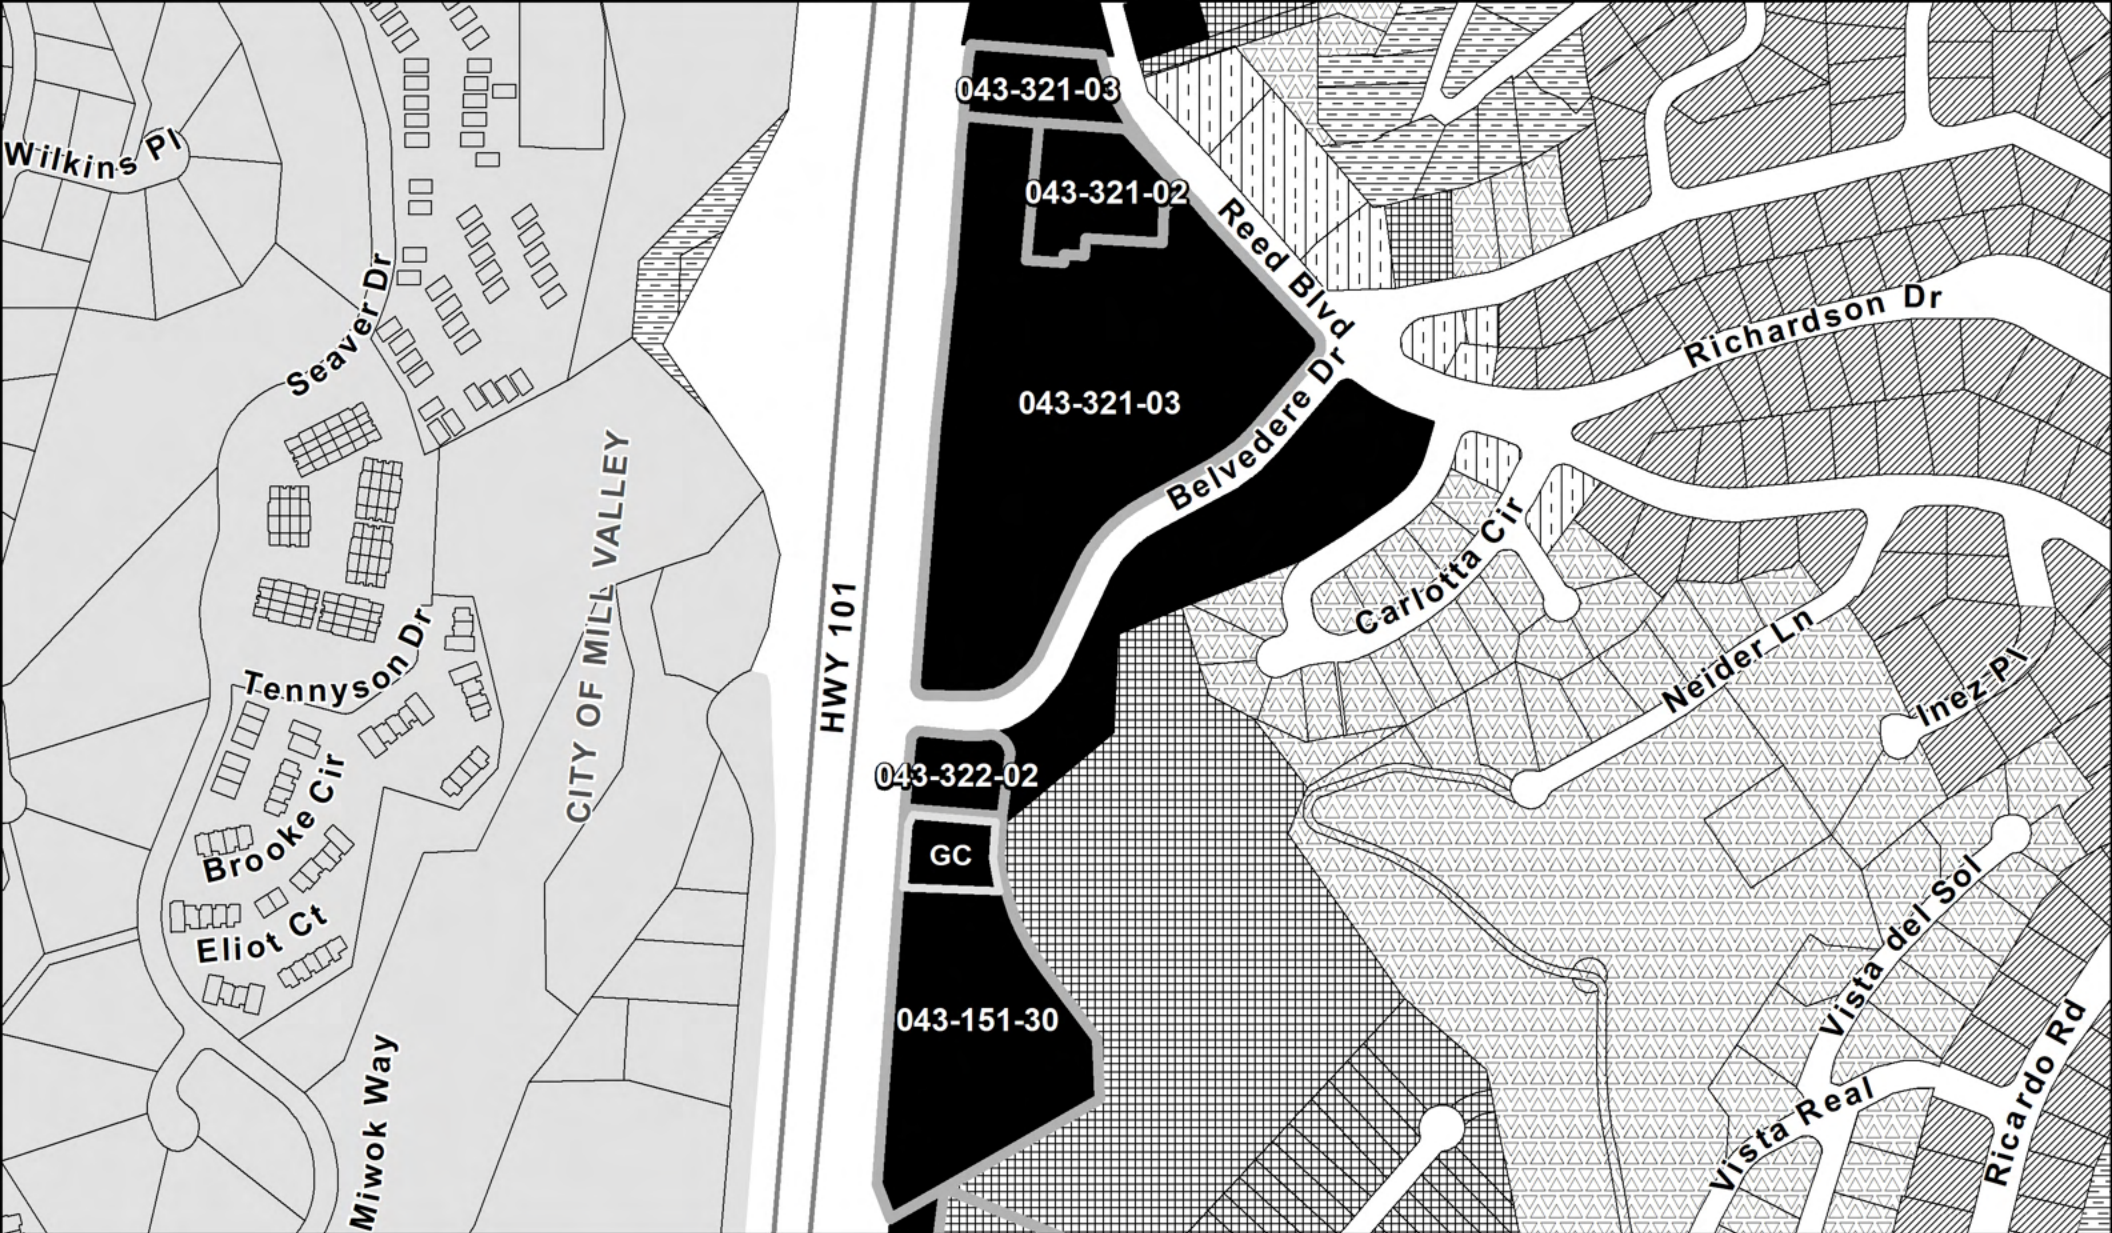 043-321-03
Wilkins Pl
043-321-02
Reed Blvd
Seaver Dr
Richardson Dr
043-321-03
Belvedere Dr
CITY OF MILL VALLEY
HWY 101
Carlotta Cir
Tennyson Dr
Neider Ln
Inez Pl
043-322-02
Brooke Cir
GC
Eliot Ct
Vista del Sol
043-151-30
Vista Real
Ricardo Rd
Miwok Way